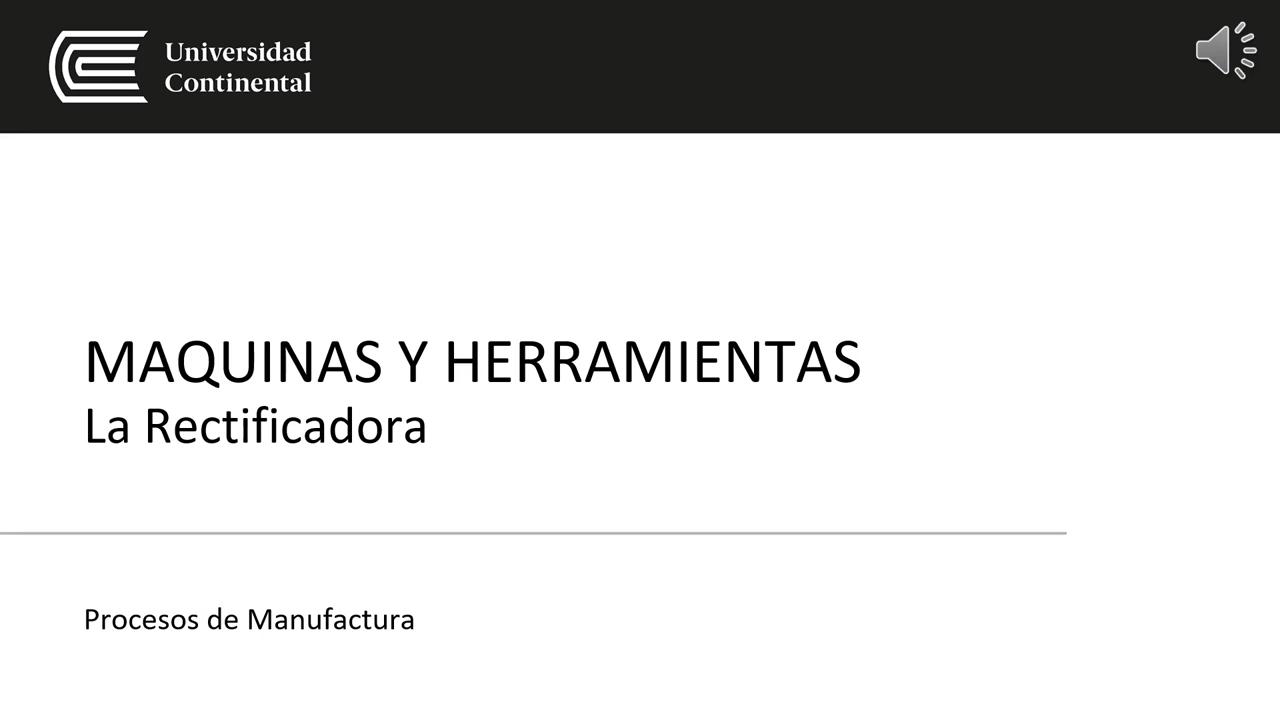 Universidad
Continental
MAQUINAS Y HERRAMIENTAS
La Rectificadora
Procesos de Manufactura